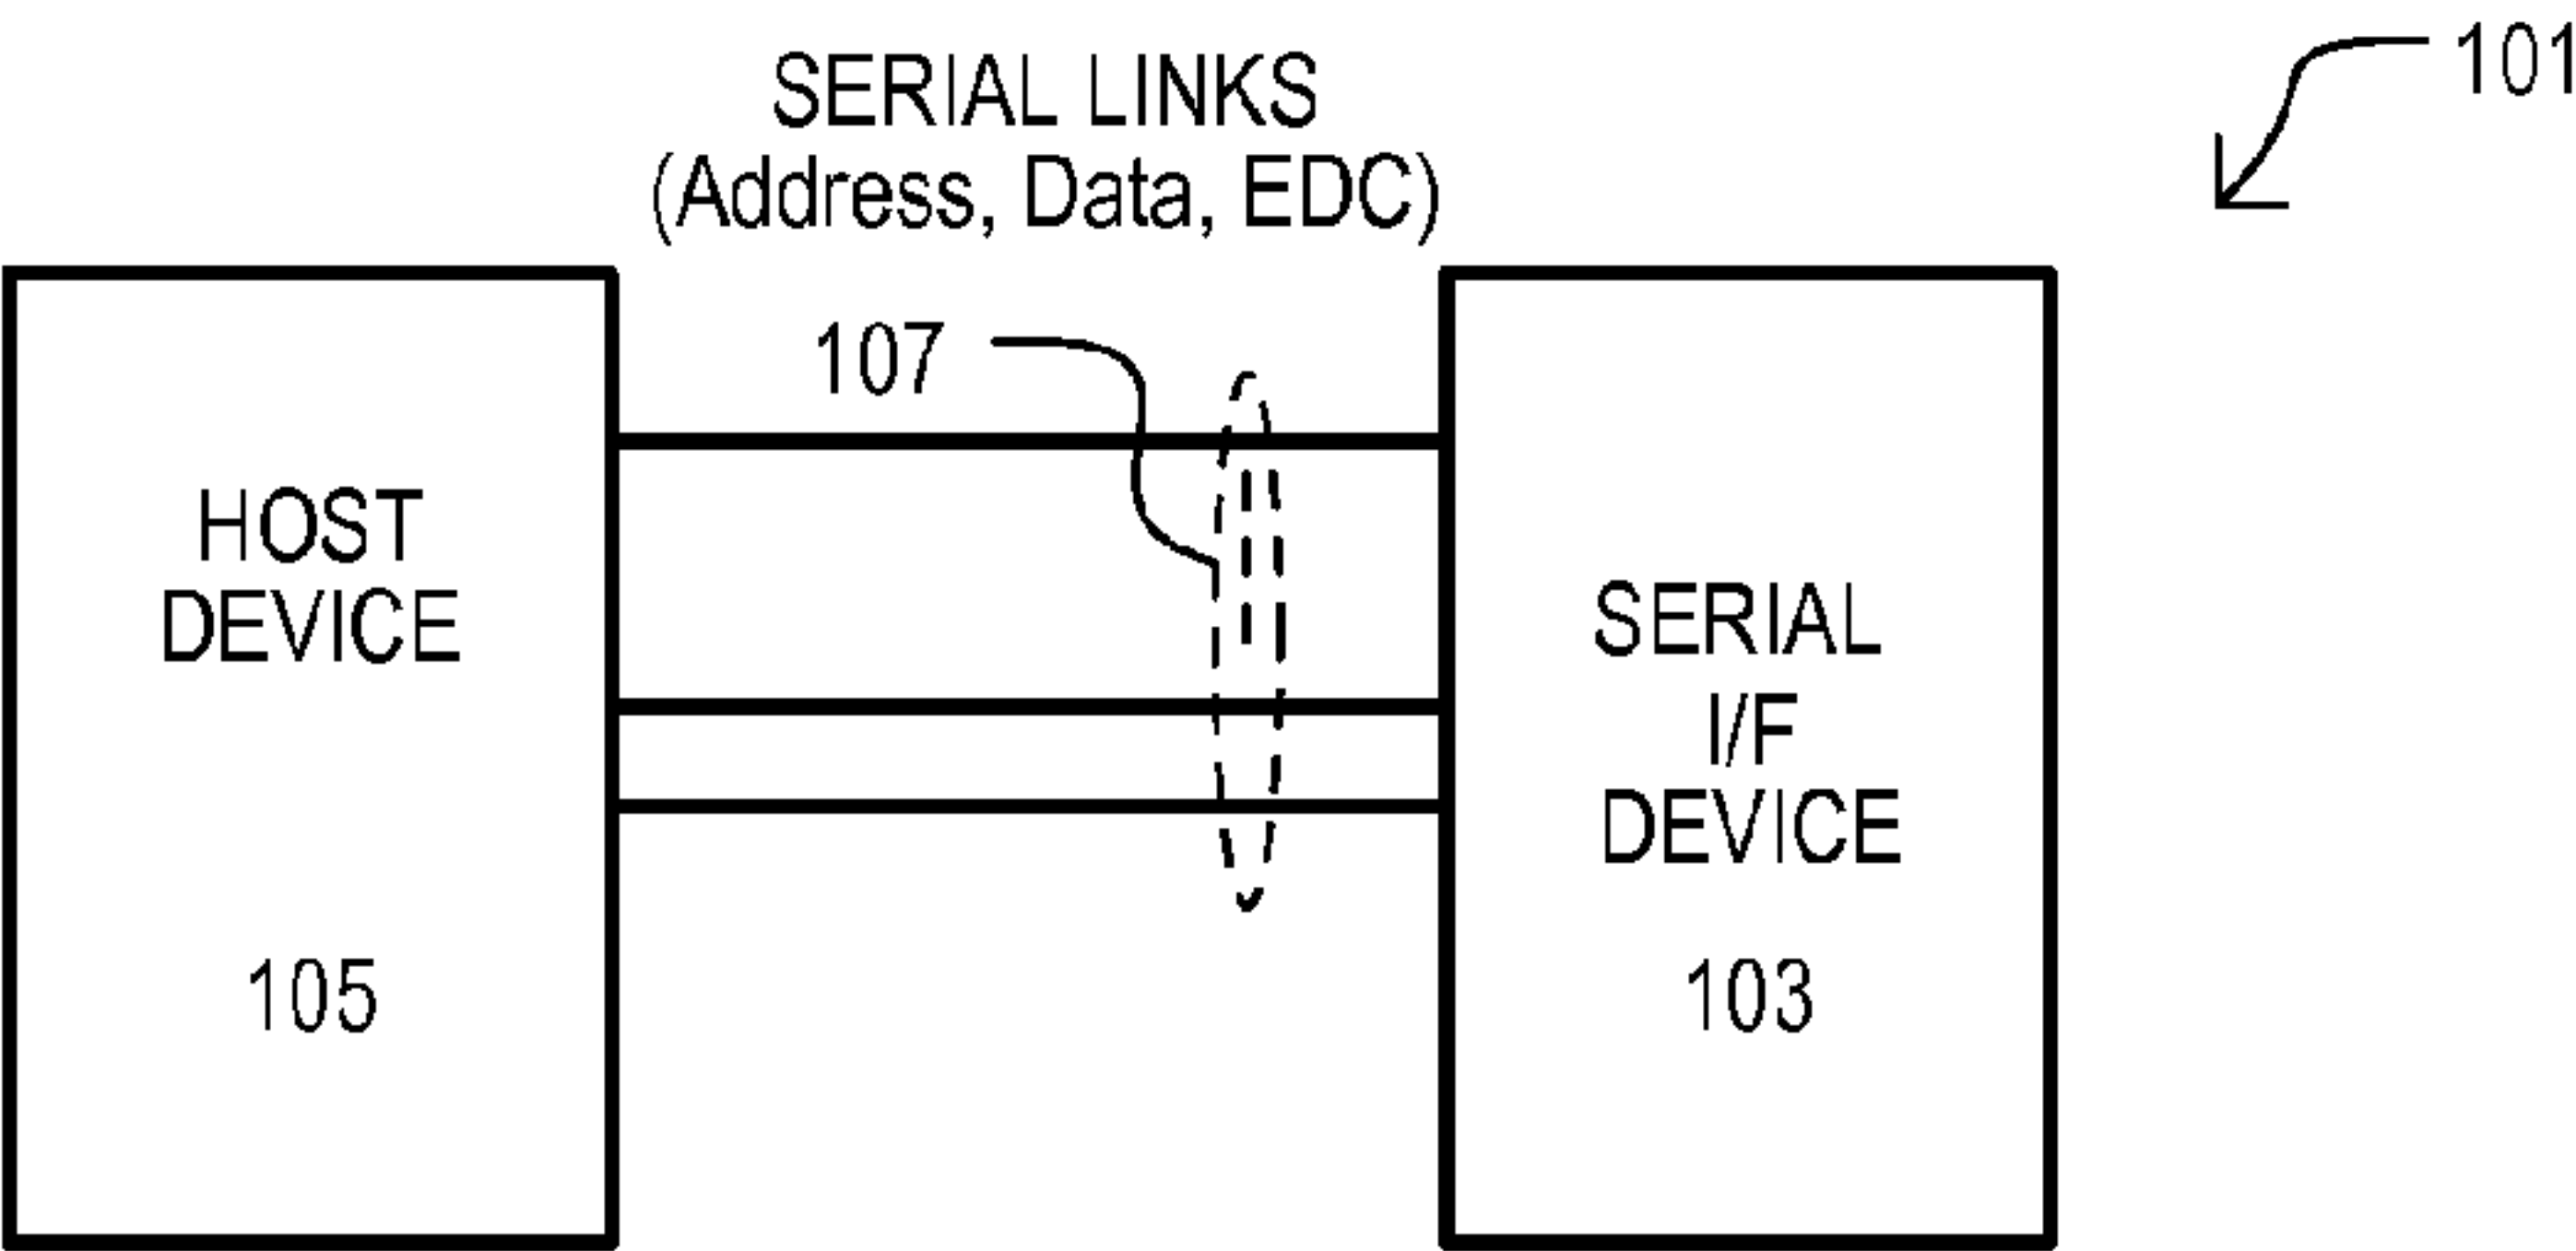 101
SERIAL LINKS
(Address, Data, EDC)
107
HOST
DEVICE
105
SERIAL
I/F
DEVICE
103